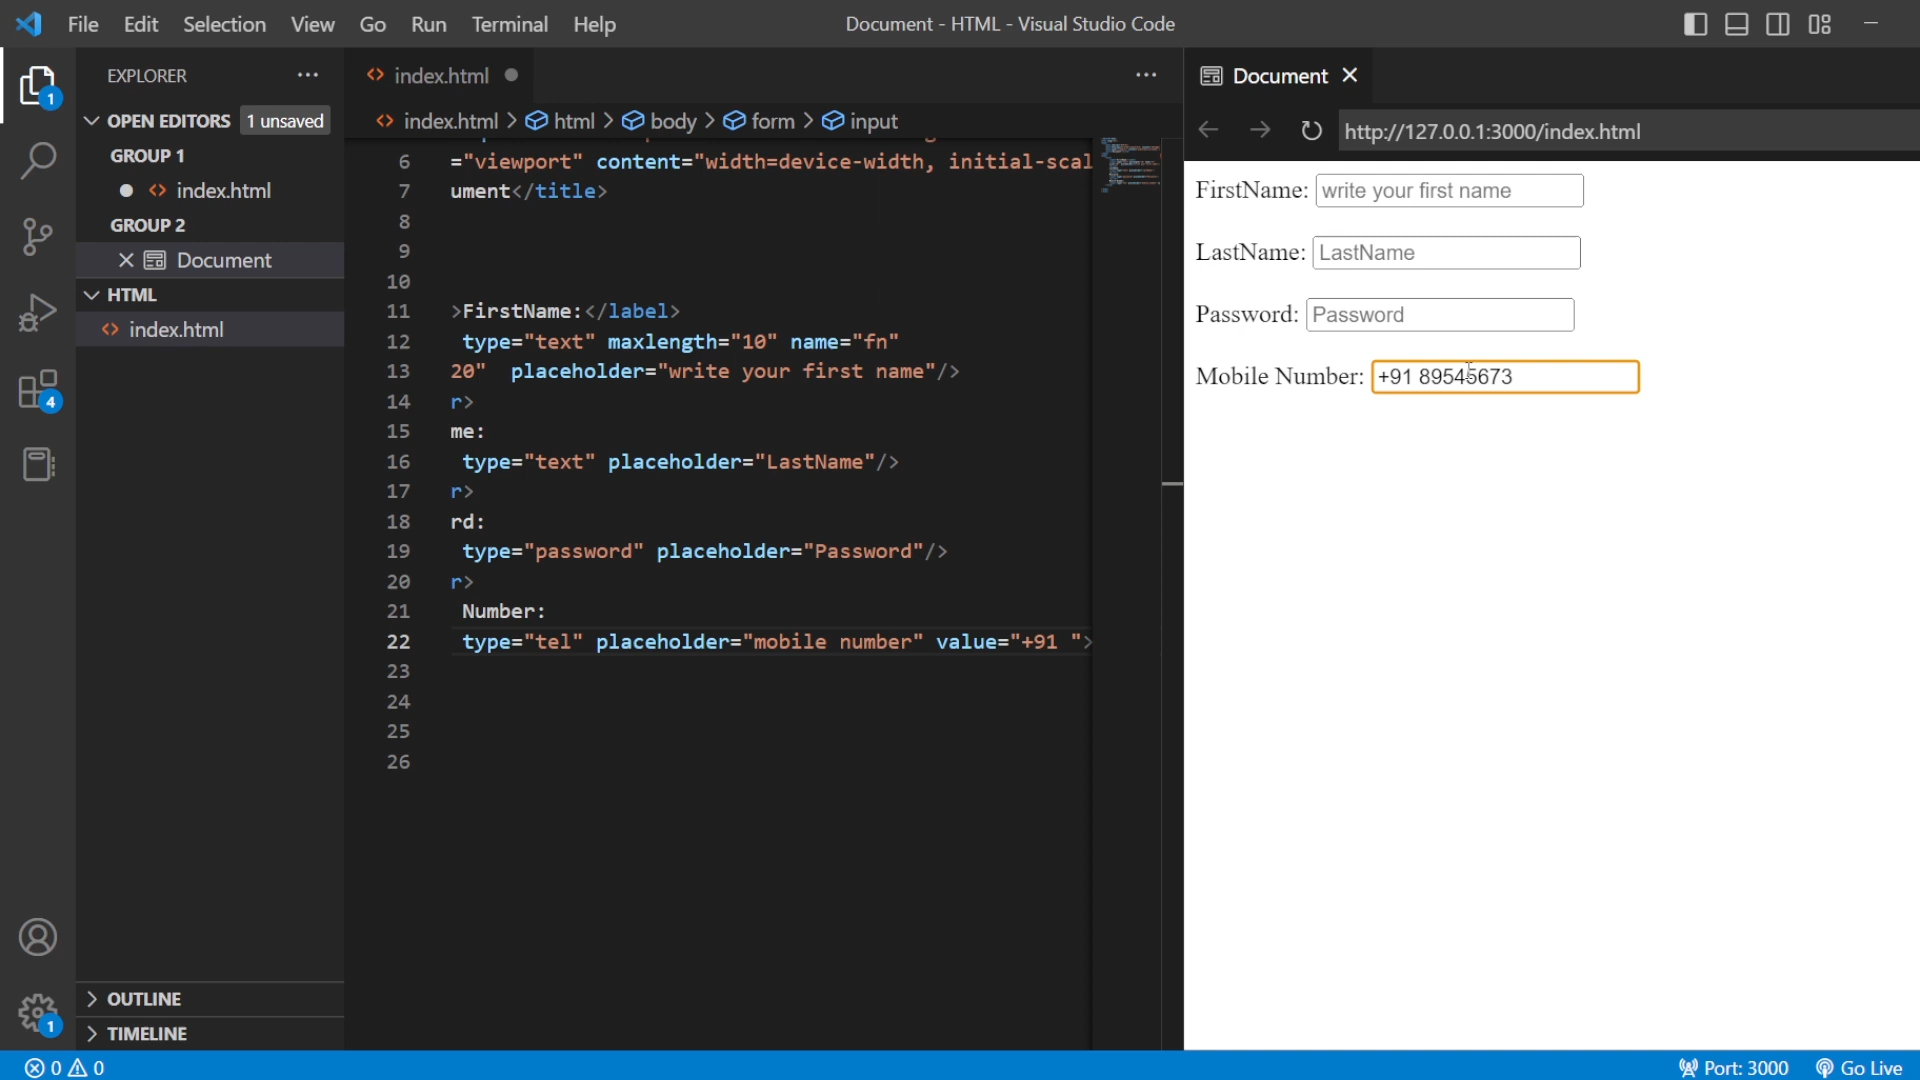 File Edit Selection View Go Run Terminal Help
Document - HTML - Visual Studio Code
EXPLORER
OPEN EDITORS 1 unsaved
GROUP 1
index.html
GROUP 2
Document
HTML
index.html
OUTLINE
TIMELINE
1
4
1
index.html
index.html > html > body > form > input
6 ="viewport" content="width=device-width, initial-scal
7 ument</title>
8
9
10
11 >FirstName:</label>
12 type="text" maxlength="10" name="fn"
13 20" placeholder="write your first name"/>
14 r>
15 me:
16 type="text" placeholder="LastName"/>
17 r>
18 rd:
19 type="password" placeholder="Password"/>
20 r>
21 Number:
22 type="tel" placeholder="mobile number" value="+91 ">
23
24
25
26
Document
http://127.0.0.1:3000/index.html
FirstName: write your first name
LastName: LastName
Password: Password
Mobile Number: +91 89545673
0 0
Port: 3000 Go Live